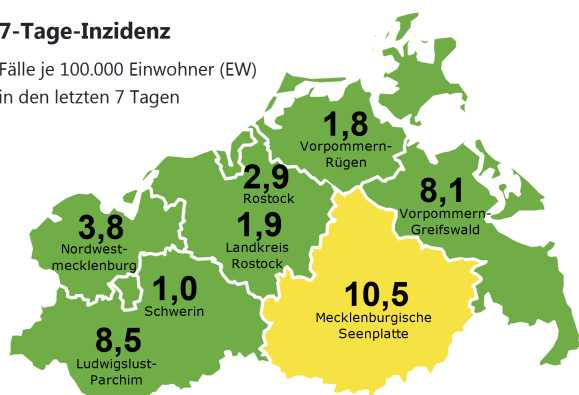 7-Tage-Inzidenz
Fälle je 100.000 Einwohner (EW)
in den letzten 7 Tagen
1,8
Vorpommern-
Rügen
2,9
Rostock
8,1
Vorpommern-
Greifswald
3,8
Nordwest-
mecklenburg
1,9
Landkreis
Rostock
1,0
Schwerin
10,5
Mecklenburgische
Seenplatte
8,5
Ludwigslust-
Parchim